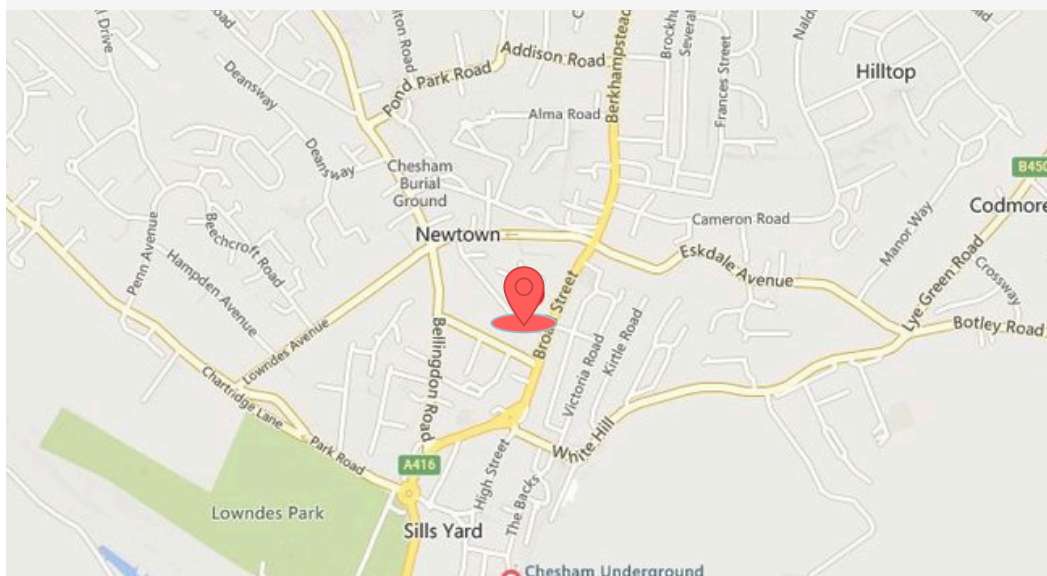 Addison Road
Pond Park Road
Berkhampstead
Several
Frances Street
Hilltop
Alma Road
Deansway
Deansway
Chesham
Burial
Ground
B450
Codmore
Cameron Road
Newtown
Manor Way
Penn Avenue
Beechcroft Road
Hampden Avenue
Eskdale Avenue
Lye Green Road
Crossway
Botley Road
Street
Lowndes Avenue
Bellingdon Road
Victoria Road
Kirtle Road
Chartridge Lane
Park Road
White Hill
A416
High Street
The Backs
Lowndes Park
Sills Yard
Chesham Underground